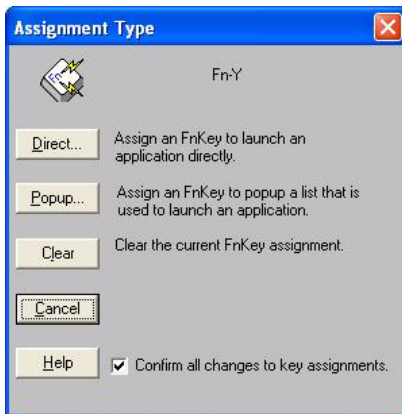 Assignment Type
Fn
Fn-Y
Direct...
Assign an FnKey to launch an
application directly.
Popup...
Assign an FnKey to popup a list that is
used to launch an application.
Clear
Clear the current FnKey assignment.
Cancel
Help
Confirm all changes to key assignments.